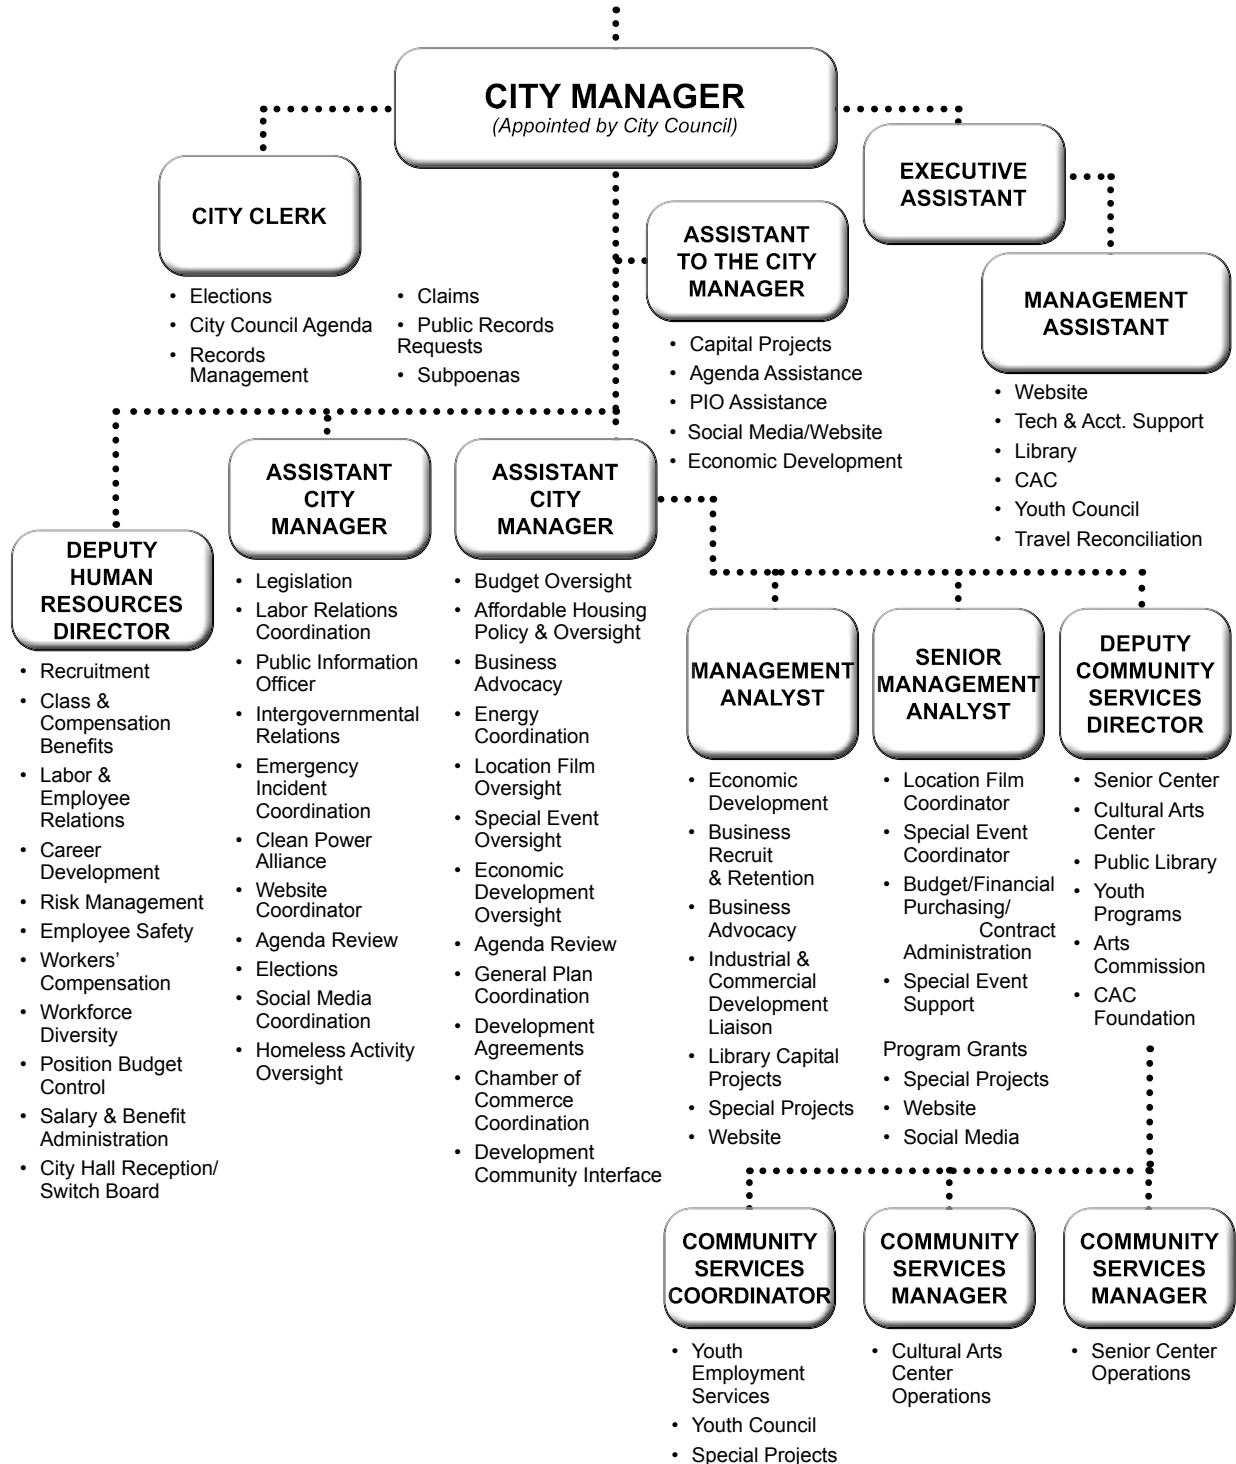 CITY MANAGER
(Appointed by City Council)
CITY CLERK
• Elections
• City Council Agenda
• Records
Management
• Claims
• Public Records
Requests
• Subpoenas
EXECUTIVE
ASSISTANT
ASSISTANT
TO THE CITY
MANAGER
• Capital Projects
• Agenda Assistance
• PIO Assistance
• Social Media/Website
• Economic Development
MANAGEMENT
ASSISTANT
• Website
• Tech & Acct. Support
• Library
• CAC
• Youth Council
• Travel Reconciliation
DEPUTY
HUMAN
RESOURCES
DIRECTOR
• Recruitment
• Class &
Compensation
Benefits
• Labor &
Employee
Relations
• Career
Development
• Risk Management
• Employee Safety
• Workers’
Compensation
• Workforce
Diversity
• Position Budget
Control
• Salary & Benefit
Administration
• City Hall Reception/
Switch Board
ASSISTANT
CITY
MANAGER
• Legislation
• Labor Relations
Coordination
• Public Information
Officer
• Intergovernmental
Relations
• Emergency
Incident
Coordination
• Clean Power
Alliance
• Website
Coordinator
• Agenda Review
• Elections
• Social Media
Coordination
• Homeless Activity
Oversight
ASSISTANT
CITY
MANAGER
• Budget Oversight
• Affordable Housing
Policy & Oversight
• Business
Advocacy
• Energy
Coordination
• Location Film
Oversight
• Special Event
Oversight
• Economic
Development
Oversight
• Agenda Review
• General Plan
Coordination
• Development
Agreements
• Chamber of
Commerce
Coordination
• Development
Community Interface
MANAGEMENT
ANALYST
• Economic
Development
• Business
Recruit
& Retention
• Business
Advocacy
• Industrial &
Commercial
Development
Liaison
• Library Capital
Projects
• Special Projects
• Website
SENIOR
MANAGEMENT
ANALYST
• Location Film
Coordinator
• Special Event
Coordinator
• Budget/Financial
Purchasing/
Contract
Administration
• Special Event
Support
Program Grants
• Special Projects
• Website
• Social Media
DEPUTY
COMMUNITY
SERVICES
DIRECTOR
• Senior Center
• Cultural Arts
Center
• Public Library
• Youth
Programs
• Arts
Commission
• CAC
Foundation
COMMUNITY
SERVICES
COORDINATOR
• Youth
Employment
Services
• Youth Council
• Special Projects
COMMUNITY
SERVICES
MANAGER
• Cultural Arts
Center
Operations
COMMUNITY
SERVICES
MANAGER
• Senior Center
Operations